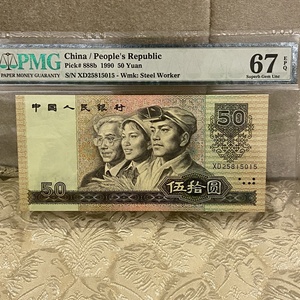 PMG
PAPER MONEY GUARANTY
China / People's Republic
Pick# 888b 1990 50 Yuan
S/N XD25815015 - Wmk: Steel Worker
67 EPQ
Superb Gem Unc
中国人民银行
50
XD25815015
50
伍拾圆